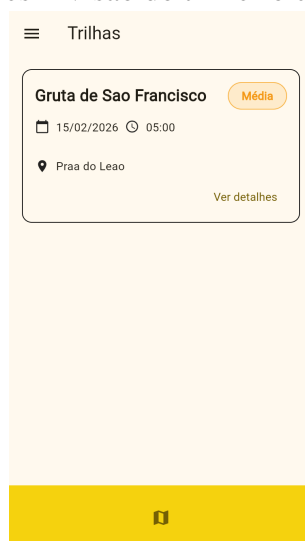 Trilhas
Gruta de Sao Francisco
Média
15/02/2026 05:00
Praa do Leao
Ver detalhes